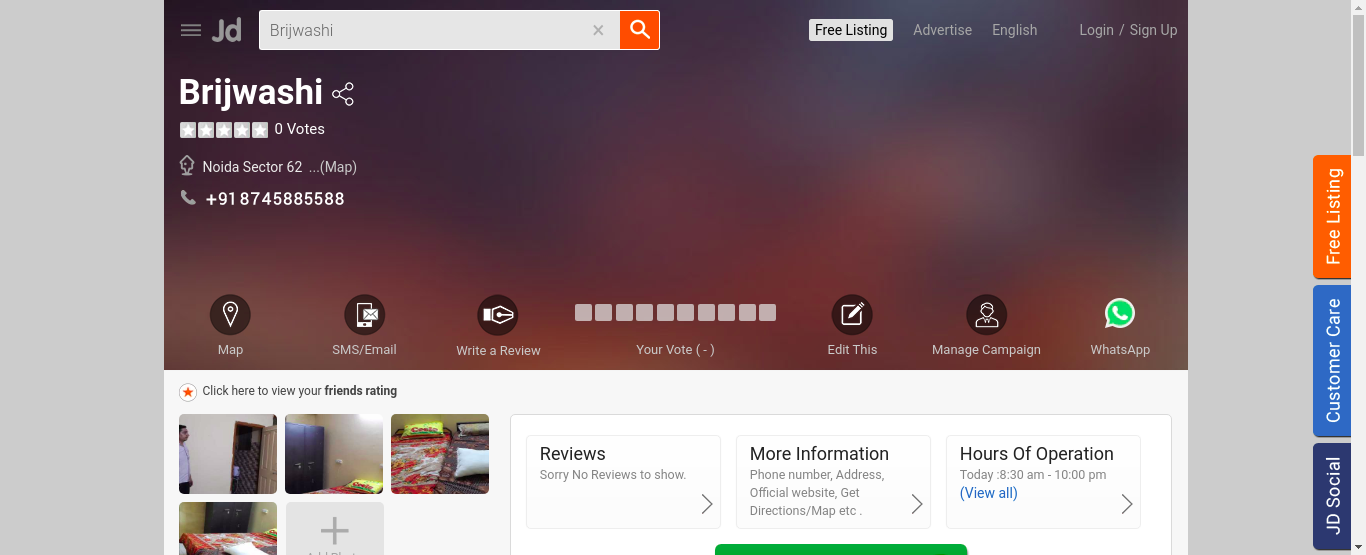 Jd
Brijwashi
Free Listing
Advertise
English
Login / Sign Up
Brijwashi
0 Votes
Noida Sector 62 ...(Map)
+918745885588
Map
SMS/Email
Write a Review
Your Vote ( - )
Edit This
Manage Campaign
WhatsApp
Click here to view your friends rating
Reviews
Sorry No Reviews to show.
More Information
Phone number, Address,
Official website, Get
Directions/Map etc .
Hours Of Operation
Today :8:30 am - 10:00 pm
(View all)
Free Listing
Customer Care
JD Social